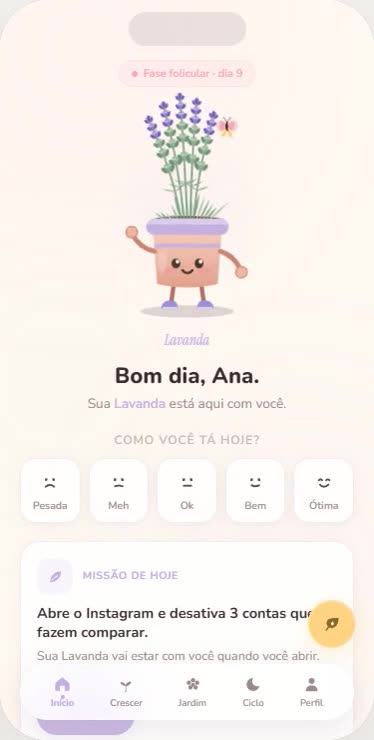 Fase folicular · dia 9
Lavanda
Bom dia, Ana.
Sua Lavanda está aqui com você.
COMO VOCÊ TÁ HOJE?
Pesada Meh Ok Bem Ótima
MISSÃO DE HOJE
Abre o Instagram e desativa 3 contas que
fazem comparar.
Sua Lavanda vai estar com você quando você abrir.
Início Crescer Jardim Ciclo Perfil